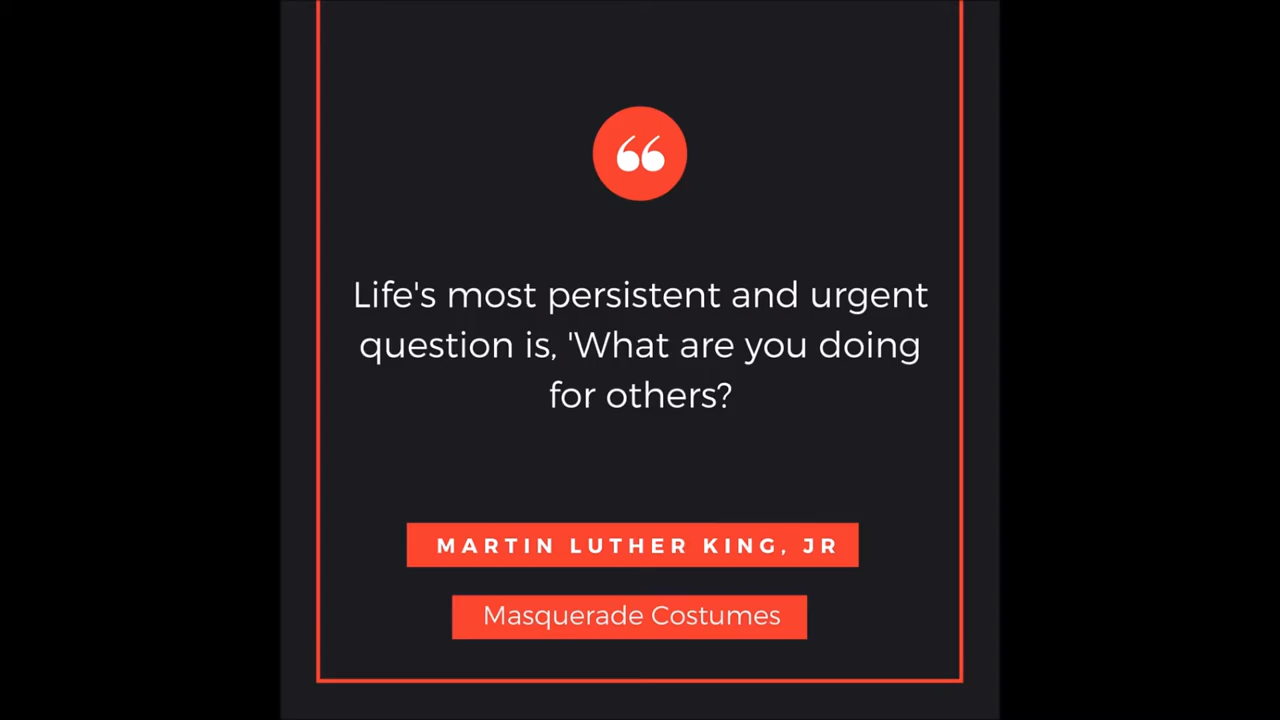 “
Life's most persistent and urgent
question is, 'What are you doing
for others?
MARTIN LUTHER KING, JR
Masquerade Costumes